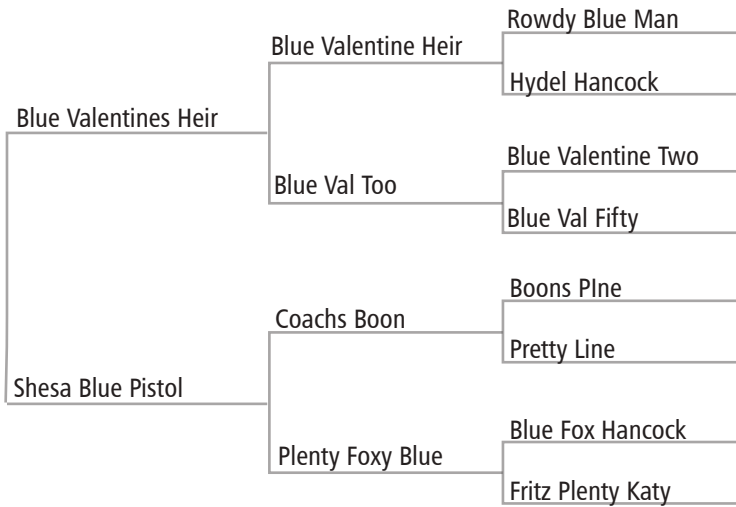 Rowdy Blue Man
Blue Valentine Heir
Hydel Hancock
Blue Valentines Heir
Blue Valentine Two
Blue Val Too
Blue Val Fifty
Boons PIne
Coachs Boon
Pretty Line
Shesa Blue Pistol
Blue Fox Hancock
Plenty Foxy Blue
Fritz Plenty Katy